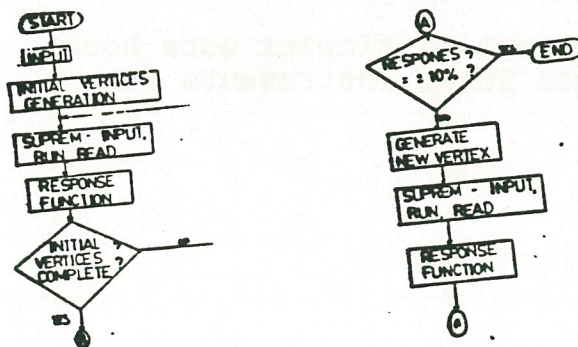 START
INPUT
INITIAL VERTICES
GENERATION
SUPREM - INPUT,
RUN READ
RESPONSE
FUNCTION
INITIAL ?
VERTICES
COMPLETE ?
NO
YES
A
RESPONES ?
= ± 10% ?
YES
END
GENERATE
NEW VERTEX
SUPREM - INPUT,
RUN, READ
RESPONSE
FUNCTION